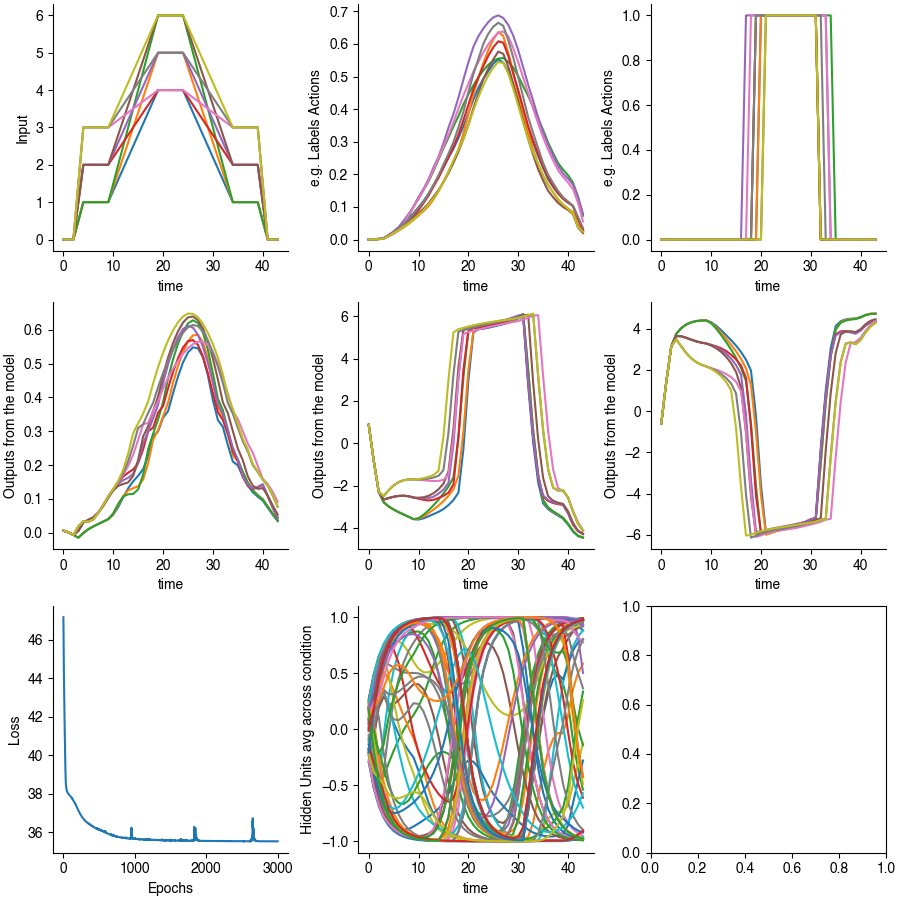 6
5
4
3
2
1
0
Input
0 10 20 30 40
time
0.7
0.6
0.5
0.4
0.3
0.2
0.1
0.0
e.g. Labels Actions
0 10 20 30 40
time
1.0
0.8
0.6
0.4
0.2
0.0
e.g. Labels Actions
0 20 40
time
0.6
0.5
0.4
0.3
0.2
0.1
0.0
Outputs from the model
0 10 20 30 40
time
6
4
2
0
−2
−4
Outputs from the model
0 10 20 30 40
time
4
2
0
−2
−4
−6
Outputs from the model
0 10 20 30 40
time
46
44
42
40
38
36
Loss
0 1000 2000 3000
Epochs
1.0
0.5
0.0
−0.5
−1.0
Hidden Units avg across condition
0 10 20 30 40
time
1.0
0.8
0.6
0.4
0.2
0.0
0.0 0.2 0.4 0.6 0.8 1.0